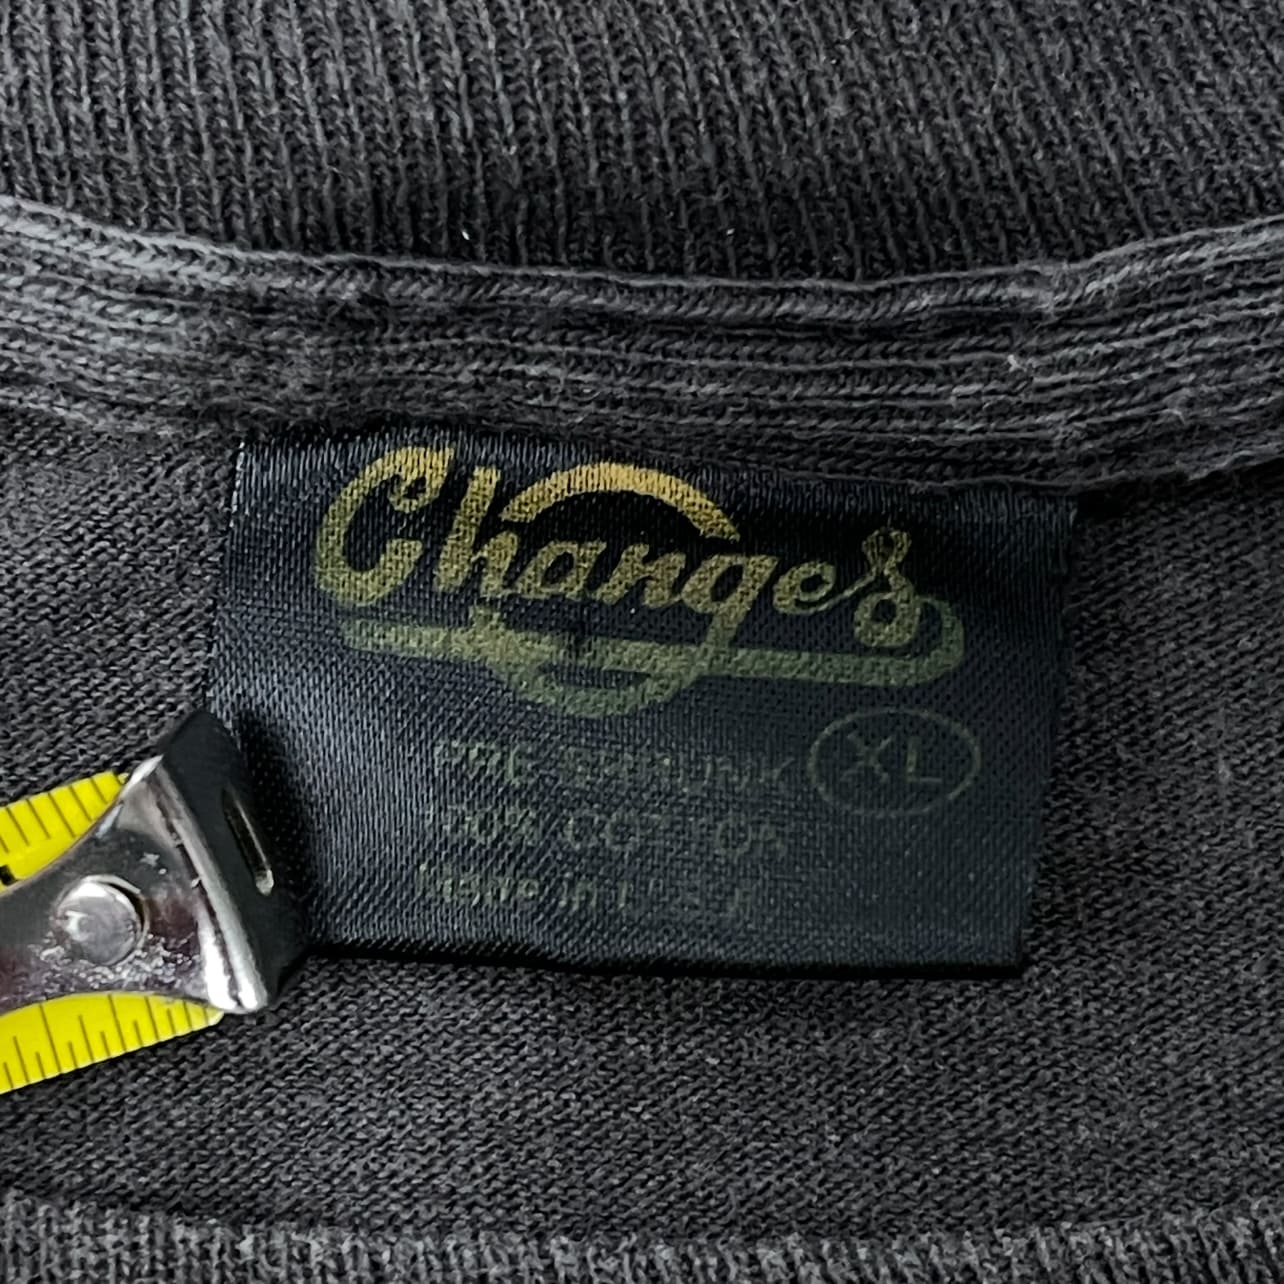 Changes
PRE-SHRUNK XL
100% COTTON
Made in U.S.A.